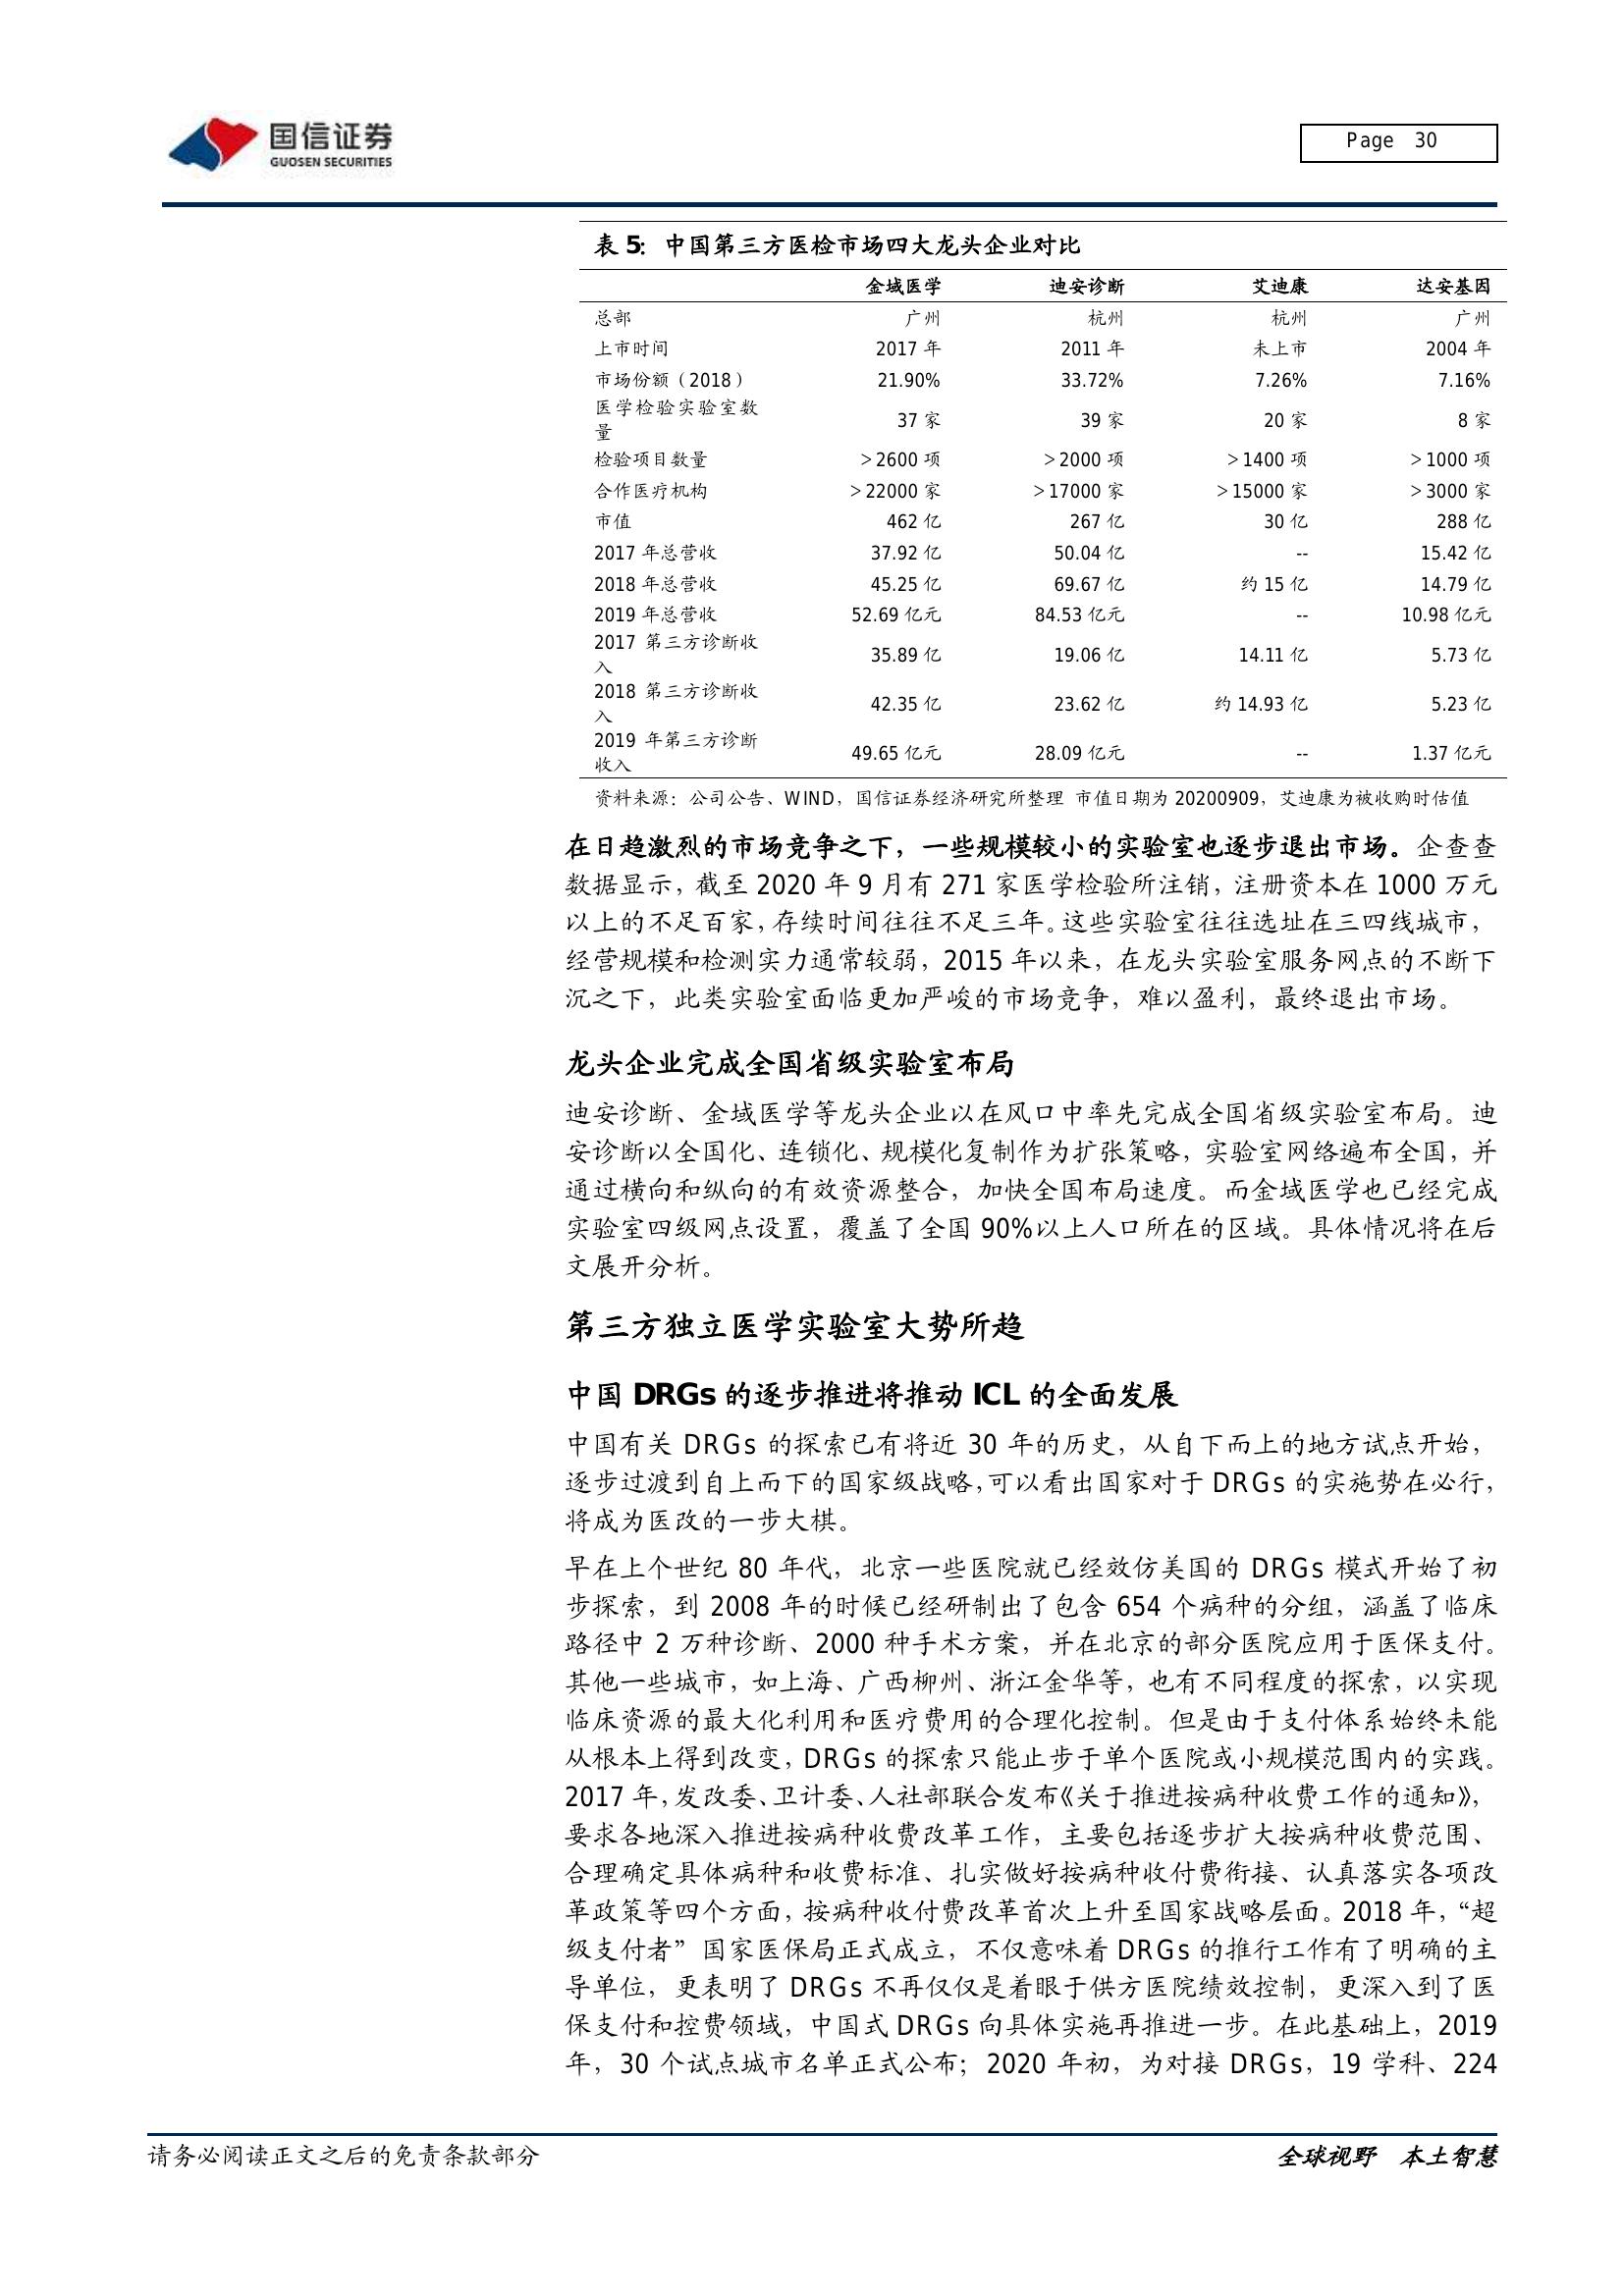 国信证券
GUOSEN SECURITIES
Page 30
表 5：中国第三方医检市场四大龙头企业对比
金域医学 迪安诊断 艾迪康 达安基因
总部 广州 杭州 杭州 广州
上市时间 2017 年 2011 年 未上市 2004 年
市场份额（2018） 21.90% 33.72% 7.26% 7.16%
医学检验实验室数
量 37 家 39 家 20 家 8 家
检验项目数量 ＞2600 项 ＞2000 项 ＞1400 项 ＞1000 项
合作医疗机构 ＞22000 家 ＞17000 家 ＞15000 家 ＞3000 家
市值 462 亿 267 亿 30 亿 288 亿
2017 年总营收 37.92 亿 50.04 亿 -- 15.42 亿
2018 年总营收 45.25 亿 69.67 亿 约 15 亿 14.79 亿
2019 年总营收 52.69 亿元 84.53 亿元 -- 10.98 亿元
2017 第三方诊断收
入 35.89 亿 19.06 亿 14.11 亿 5.73 亿
2018 第三方诊断收
入 42.35 亿 23.62 亿 约 14.93 亿 5.23 亿
2019 年第三方诊断
收入 49.65 亿元 28.09 亿元 -- 1.37 亿元
资料来源：公司公告、WIND，国信证券经济研究所整理 市值日期为 20200909，艾迪康为被收购时估值
在日趋激烈的市场竞争之下，一些规模较小的实验室也逐步退出市场。企查查
数据显示，截至 2020 年 9 月有 271 家医学检验所注销，注册资本在 1000 万元
以上的不足百家，存续时间往往不足三年。这些实验室往往选址在三四线城市，
经营规模和检测实力通常较弱，2015 年以来，在龙头实验室服务网点的不断下
沉之下，此类实验室面临更加严峻的市场竞争，难以盈利，最终退出市场。
龙头企业完成全国省级实验室布局
迪安诊断、金域医学等龙头企业以在风口中率先完成全国省级实验室布局。迪
安诊断以全国化、连锁化、规模化复制作为扩张策略，实验室网络遍布全国，并
通过横向和纵向的有效资源整合，加快全国布局速度。而金域医学也已经完成
实验室四级网点设置，覆盖了全国 90%以上人口所在的区域。具体情况将在后
文展开分析。
第三方独立医学实验室大势所趋
中国 DRGs 的逐步推进将推动 ICL 的全面发展
中国有关 DRGs 的探索已有将近 30 年的历史，从自下而上的地方试点开始，
逐步过渡到自上而下的国家级战略，可以看出国家对于 DRGs 的实施势在必行，
将成为医改的一步大棋。
早在上个世纪 80 年代，北京一些医院就已经效仿美国的 DRGs 模式开始了初
步探索，到 2008 年的时候已经研制出了包含 654 个病种的分组，涵盖了临床
路径中 2 万种诊断、2000 种手术方案，并在北京的部分医院应用于医保支付。
其他一些城市，如上海、广西柳州、浙江金华等，也有不同程度的探索，以实现
临床资源的最大化利用和医疗费用的合理化控制。但是由于支付体系始终未能
从根本上得到改变，DRGs 的探索只能止步于单个医院或小规模范围内的实践。
2017 年，发改委、卫计委、人社部联合发布《关于推进按病种收费工作的通知》，
要求各地深入推进按病种收费改革工作，主要包括逐步扩大按病种收费范围、
合理确定具体病种和收费标准、扎实做好按病种收付费衔接、认真落实各项改
革政策等四个方面，按病种收付费改革首次上升至国家战略层面。2018 年，“超
级支付者”国家医保局正式成立，不仅意味着 DRGs 的推行工作有了明确的主
导单位，更表明了 DRGs 不再仅仅是着眼于供方医院绩效控制，更深入到了医
保支付和控费领域，中国式 DRGs 向具体实施再推进一步。在此基础上，2019
年，30 个试点城市名单正式公布；2020 年初，为对接 DRGs，19 学科、224
请务必阅读正文之后的免责条款部分 全球视野 本土智慧